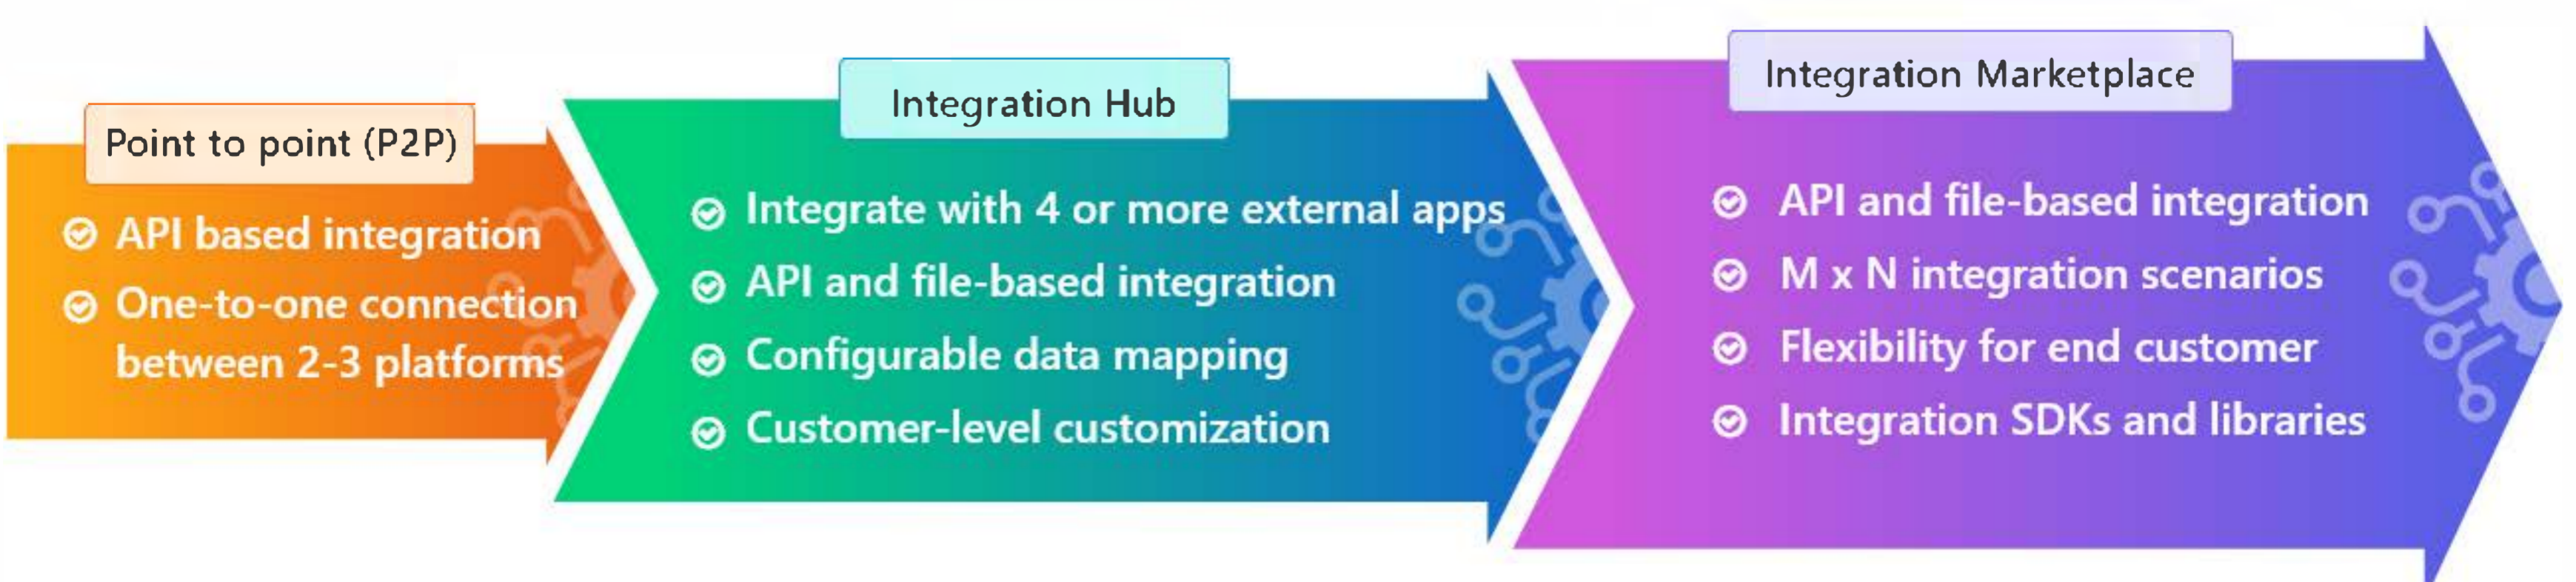 Point to point (P2P)
API based integration
One-to-one connection
between 2-3 platforms
Integration Hub
Integrate with 4 or more external apps
API and file-based integration
Configurable data mapping
Customer-level customization
Integration Marketplace
API and file-based integration
M x N integration scenarios
Flexibility for end customer
Integration SDKs and libraries